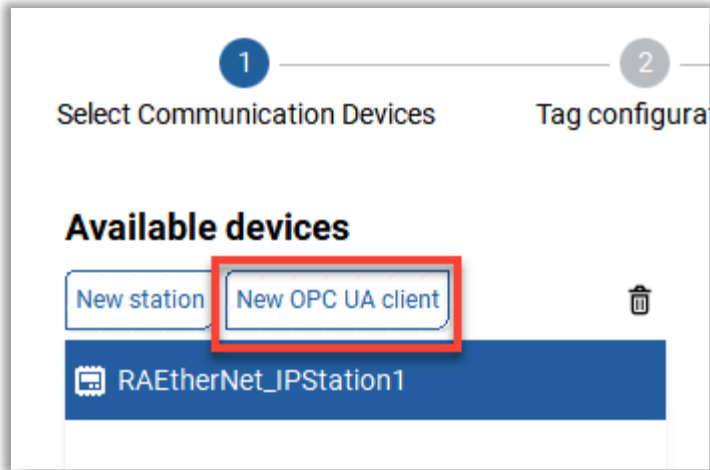 1
2
Select Communication Devices
Tag configura
Available devices
New station
New OPC UA client
RAEtherNet_IPStation1